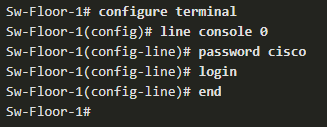 Sw-Floor-1# configure terminal
Sw-Floor-1(config)# line console 0
Sw-Floor-1(config-line)# password cisco
Sw-Floor-1(config-line)# login
Sw-Floor-1(config-line)# end
Sw-Floor-1#